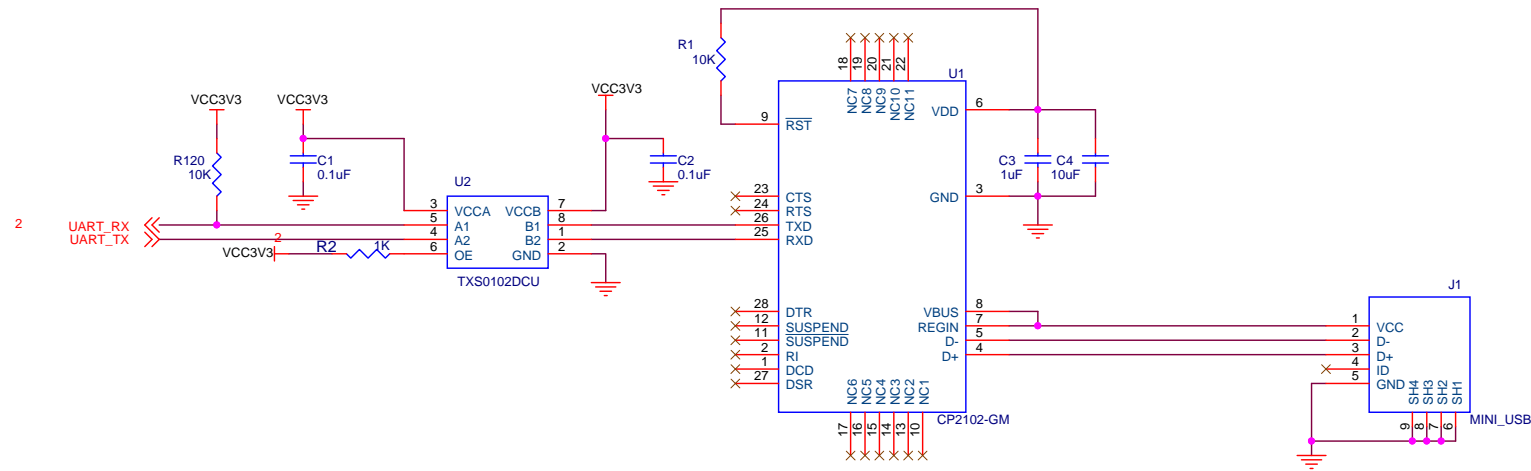 R1
10K
18
19
20
21
22
U1
NC7
NC8
NC9
NC10
NC11
VCC3V3
VCC3V3
VCC3V3
9
RST
VDD
6
R120
10K
C1
0.1uF
C2
0.1uF
C3
1uF
C4
10uF
U2
23
CTS
24
RTS
26
TXD
25
RXD
GND
3
3
VCCA
VCCB
7
2
UART_RX
5
A1
B1
8
UART_TX
4
A2
B2
1
VCC3V3
2
R2
1K
6
OE
GND
2
TXS0102DCU
J1
28
DTR
VBUS
8
12
SUSPEND
REGIN
7
11
SUSPEND
D-
5
2
RI
D+
4
1
DCD
27
DSR
1
VCC
2
D-
3
D+
4
ID
5
GND
NC6
NC5
NC4
NC3
NC2
NC1
SH4
SH3
SH2
SH1
CP2102-GM
MINI_USB
17
16
15
14
13
10
9
8
7
6